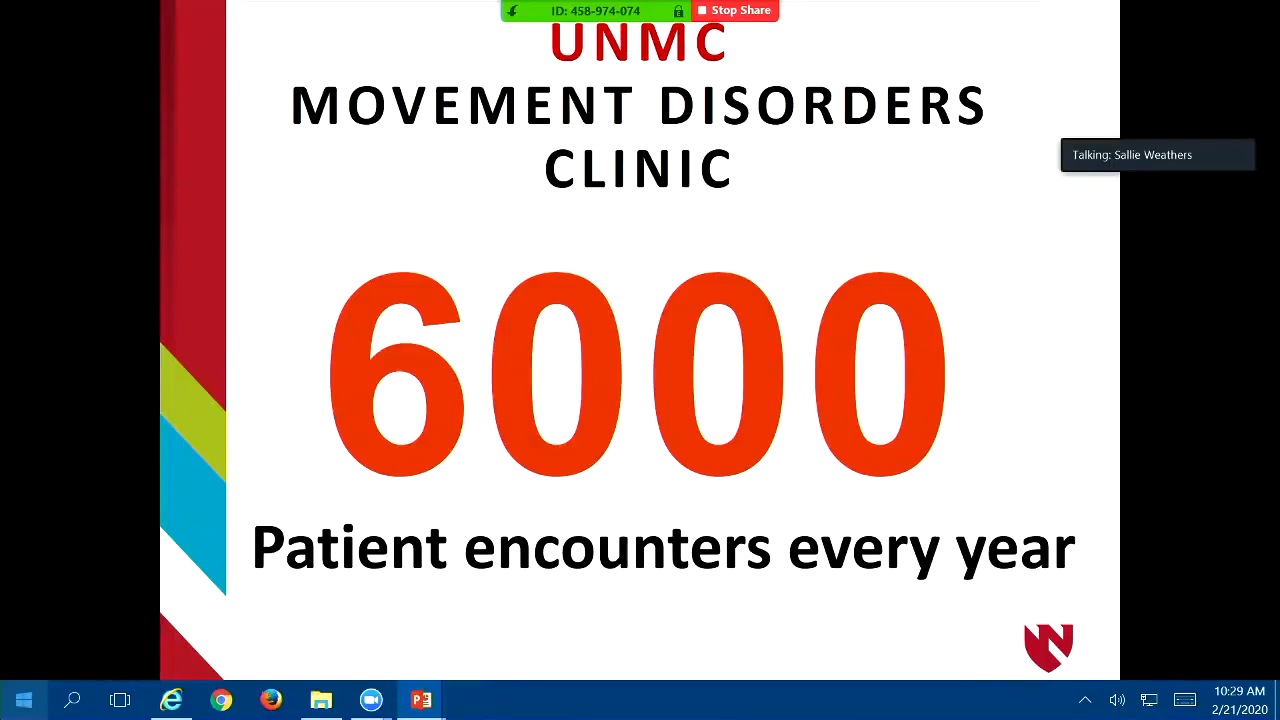 ID: 458-974-074
Stop Share
UNMC
MOVEMENT DISORDERS
CLINIC
Talking: Sallie Weathers
6000
Patient encounters every year
10:29 AM
2/21/2020